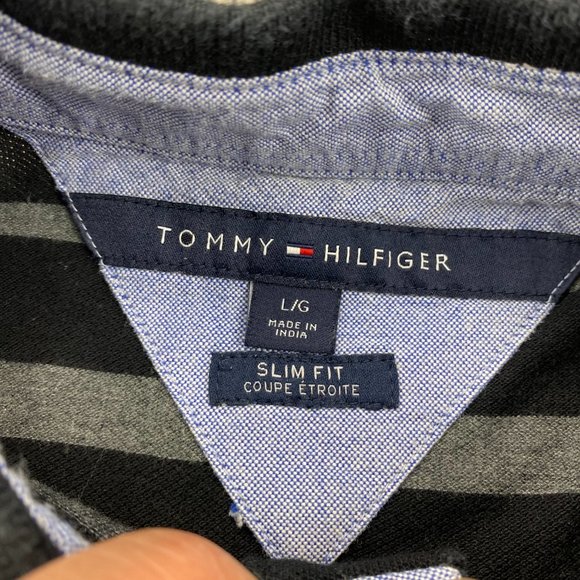 TOMMY HILFIGER
L/G
MADE IN
INDIA
SLIM FIT
COUPE ÉTROITE